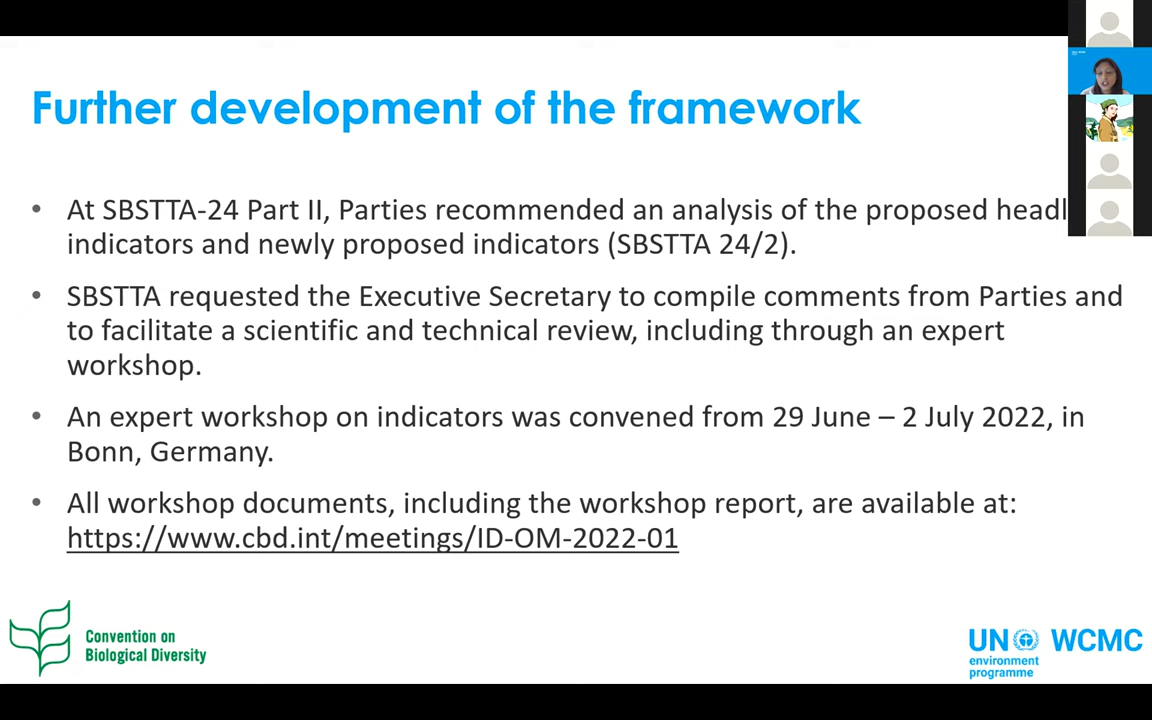 Further development of the framework
• At SBSTTA-24 Part II, Parties recommended an analysis of the proposed
indicators and newly proposed indicators (SBSTTA 24/2).
• SBSTTA requested the Executive Secretary to compile comments from Parties and
to facilitate a scientific and technical review, including through an expert
workshop.
• An expert workshop on indicators was convened from 29 June – 2 July 2022, in
Bonn, Germany.
• All workshop documents, including the workshop report, are available at:
https://www.cbd.int/meetings/ID-OM-2022-01
Convention on
Biological Diversity
UN WCMC
environment
programme